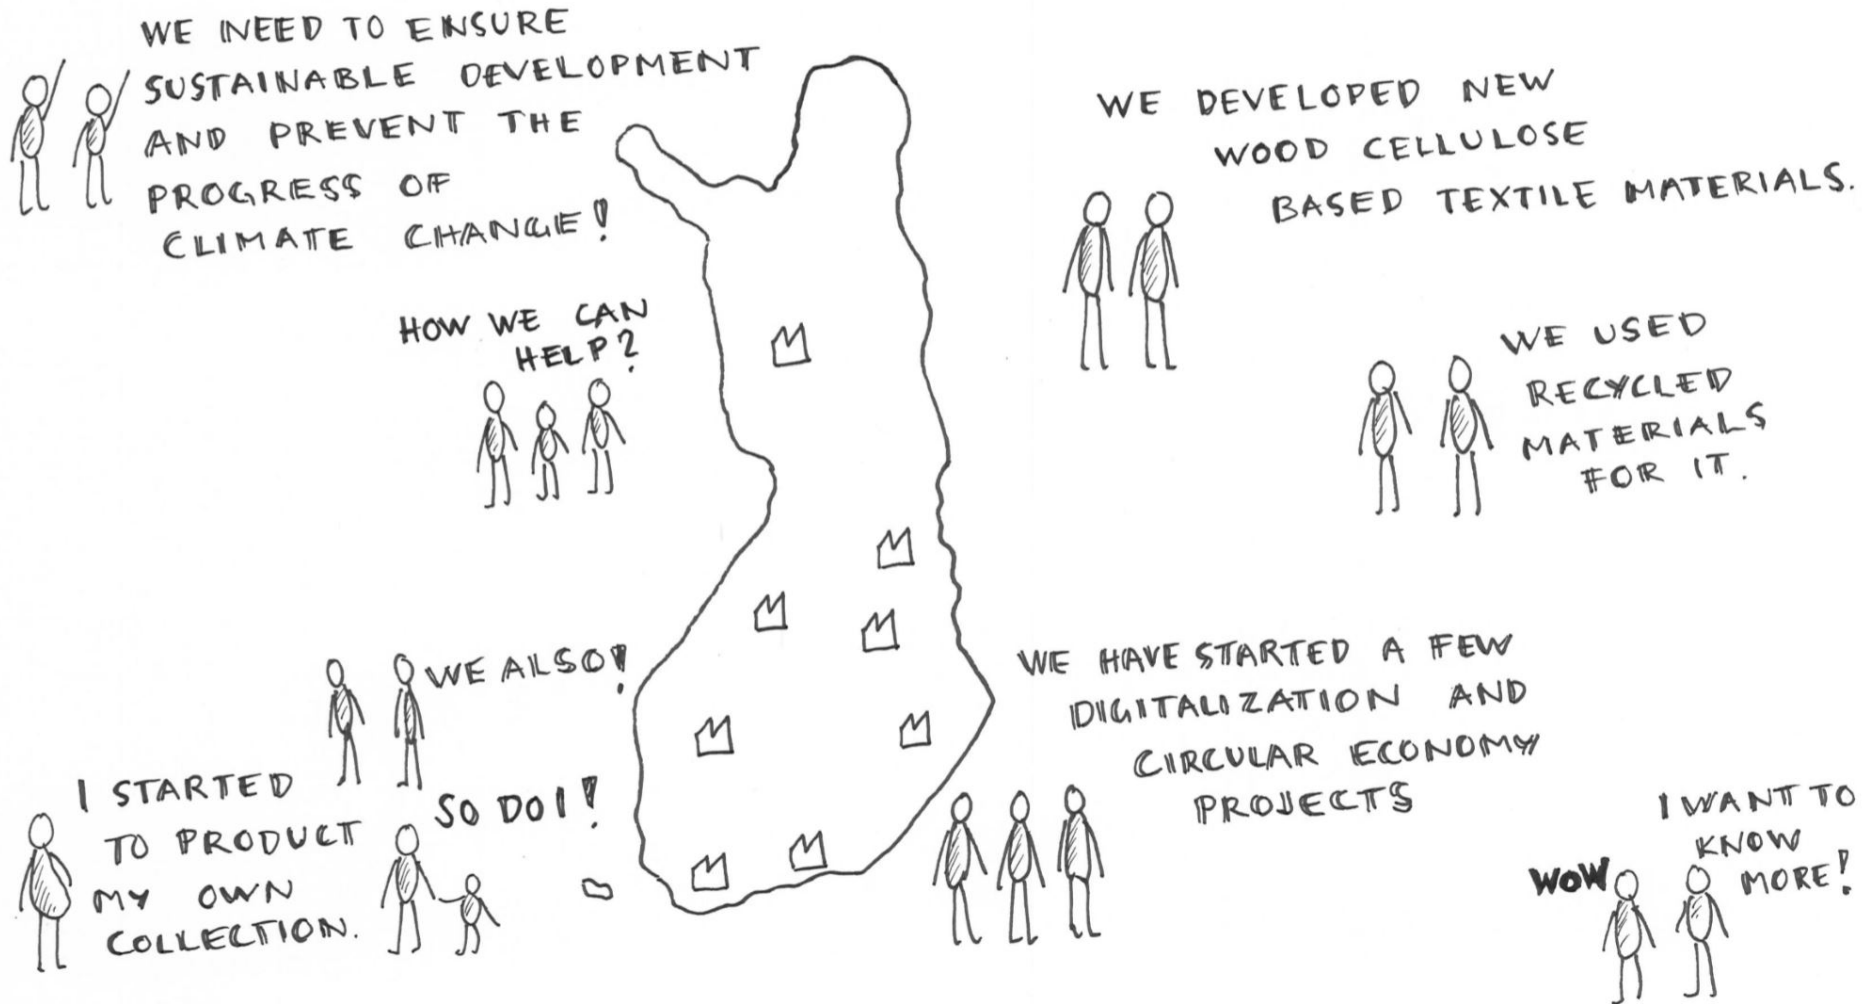 WE NEED TO ENSURE
SUSTAINABLE DEVELOPMENT
AND PREVENT THE
PROGRESS OF
CLIMATE CHANGE!
HOW WE CAN
HELP?
WE ALSO!
I STARTED
TO PRODUCT
MY OWN
COLLECTION.
SO DO I!
WE DEVELOPED NEW
WOOD CELLULOSE
BASED TEXTILE MATERIALS.
WE USED
RECYCLED
MATERIALS
FOR IT.
WE HAVE STARTED A FEW
DIGITALIZATION AND
CIRCULAR ECONOMY
PROJECTS
WOW
I WANT TO
KNOW
MORE!